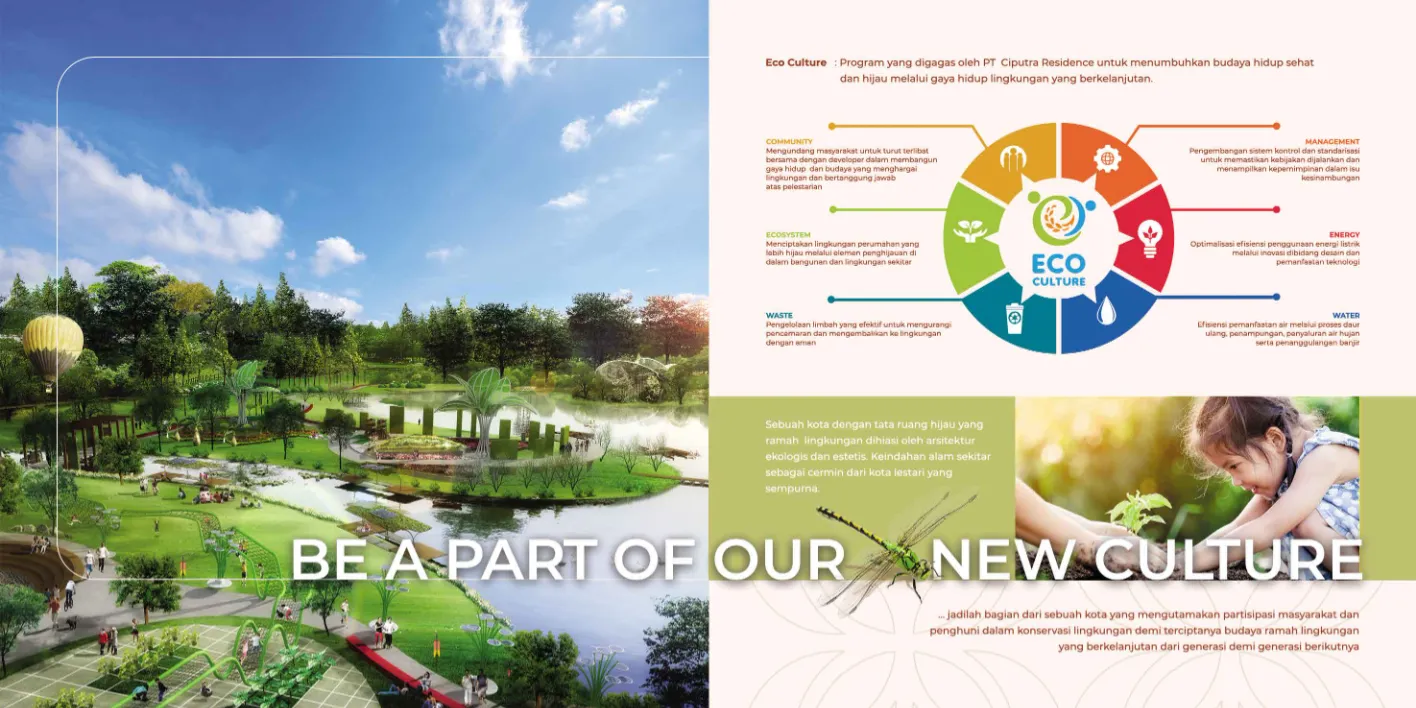 Eco Culture : Program yang digagas oleh PT Ciputra Residence untuk menumbuhkan budaya hidup sehat
dan hijau melalui gaya hidup lingkungan yang berkelanjutan.
COMMUNITY
Mengundang masyarakat untuk turut terlibat
bersama dengan developer dalam membangun
gaya hidup dan budaya yang menghargai
lingkungan dan bertanggung jawab
atas pelestarian
MANAGEMENT
Pengembangan sistem kontrol dan standarisasi
untuk memastikan kebijakan dijalankan dan
menampilkan kepemimpinan dalam isu
kesinambungan
ECOSYSTEM
Menciptakan lingkungan perumahan yang
lebih hijau melalui elemen penghijauan di
dalam bangunan dan lingkungan sekitar
ENERGY
Optimalisasi efisiensi penggunaan energi listrik
melalui inovasi dibidang desain dan
pemanfaatan teknologi
ECO
CULTURE
WASTE
Pengelolaan limbah yang efektif untuk mengurangi
pencamaran dan mengembalikan ke lingkungan
dengan aman
WATER
Efisiensi pemanfaatan air melalui proses daur
ulang, penampungan, penyaluran air hujan
serta penanggulangan banjir
Sebuah kota dengan tata ruang hijau yang
ramah lingkungan dihiasi oleh arsitektur
ekologis dan estetis. Keindahan alam sekitar
sebagai cermin dari kota lestari yang
sempurna.
BE A PART OF OUR NEW CULTURE
... jadilah bagian dari sebuah kota yang mengutamakan partisipasi masyarakat dan
penghuni dalam konservasi lingkungan demi terciptanya budaya ramah lingkungan
yang berkelanjutan dari generasi demi generasi berikutnya